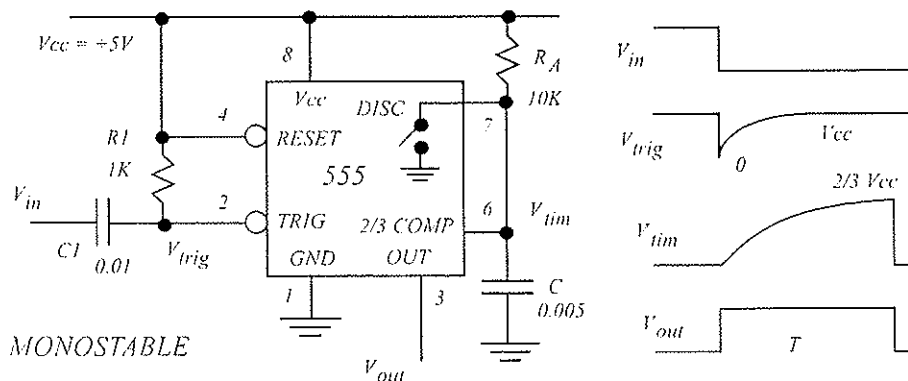 Vcc = +5V
8
Vcc
RA
10K
DISC
7
4
RESET
R1
1K
555
Vin
2
TRIG
2/3 COMP
6
Vtim
C1
0.01
Vtrig
GND
OUT
1
3
C
0.005
MONOSTABLE
Vout
Vin
Vtrig
0
Vcc
2/3 Vcc
Vtim
Vout
T